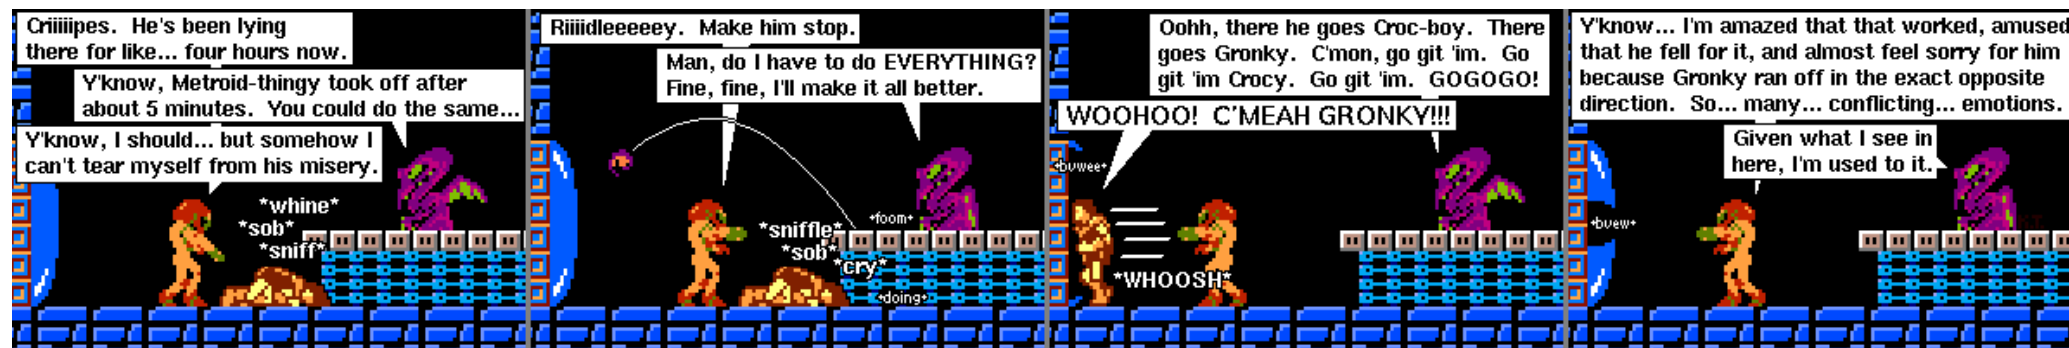 Criiiiipes.  He's been lying
there for like... four hours now.
Y'know, Metroid-thingy took off after
about 5 minutes.  You could do the same...
Y'know, I should... but somehow I
can't tear myself from his misery.
*whine*
*sob*
*sniff*
Riiiidleeeeey.  Make him stop.
Man, do I have to do EVERYTHING?
Fine, fine, I'll make it all better.
*foom*
*sniffle*
*sob*
*cry*
*doing*
Oohh, there he goes Croc-boy.  There
goes Gronky.  C'mon, go git 'im.  Go
git 'im Crocy.  Go git 'im.  GOGOGO!
WOOHOO!  C'MEAH GRONKY!!!
*bvwee*
*WHOOSH*
Y'know... I'm amazed that that worked, amused
that he fell for it, and almost feel sorry for him
because Gronky ran off in the exact opposite
direction.  So... many... conflicting... emotions.
Given what I see in
here, I'm used to it.
*bvew*